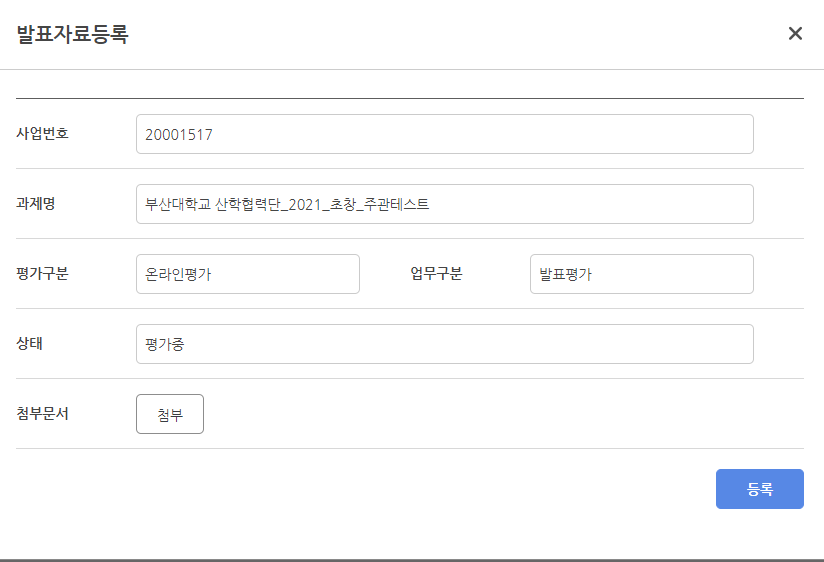 발표자료등록
사업번호 20001517
과제명 부산대학교 산학협력단_2021_초창_주관테스트
평가구분 온라인평가 업무구분 발표평가
상태 평가중
첨부문서 첨부
등록